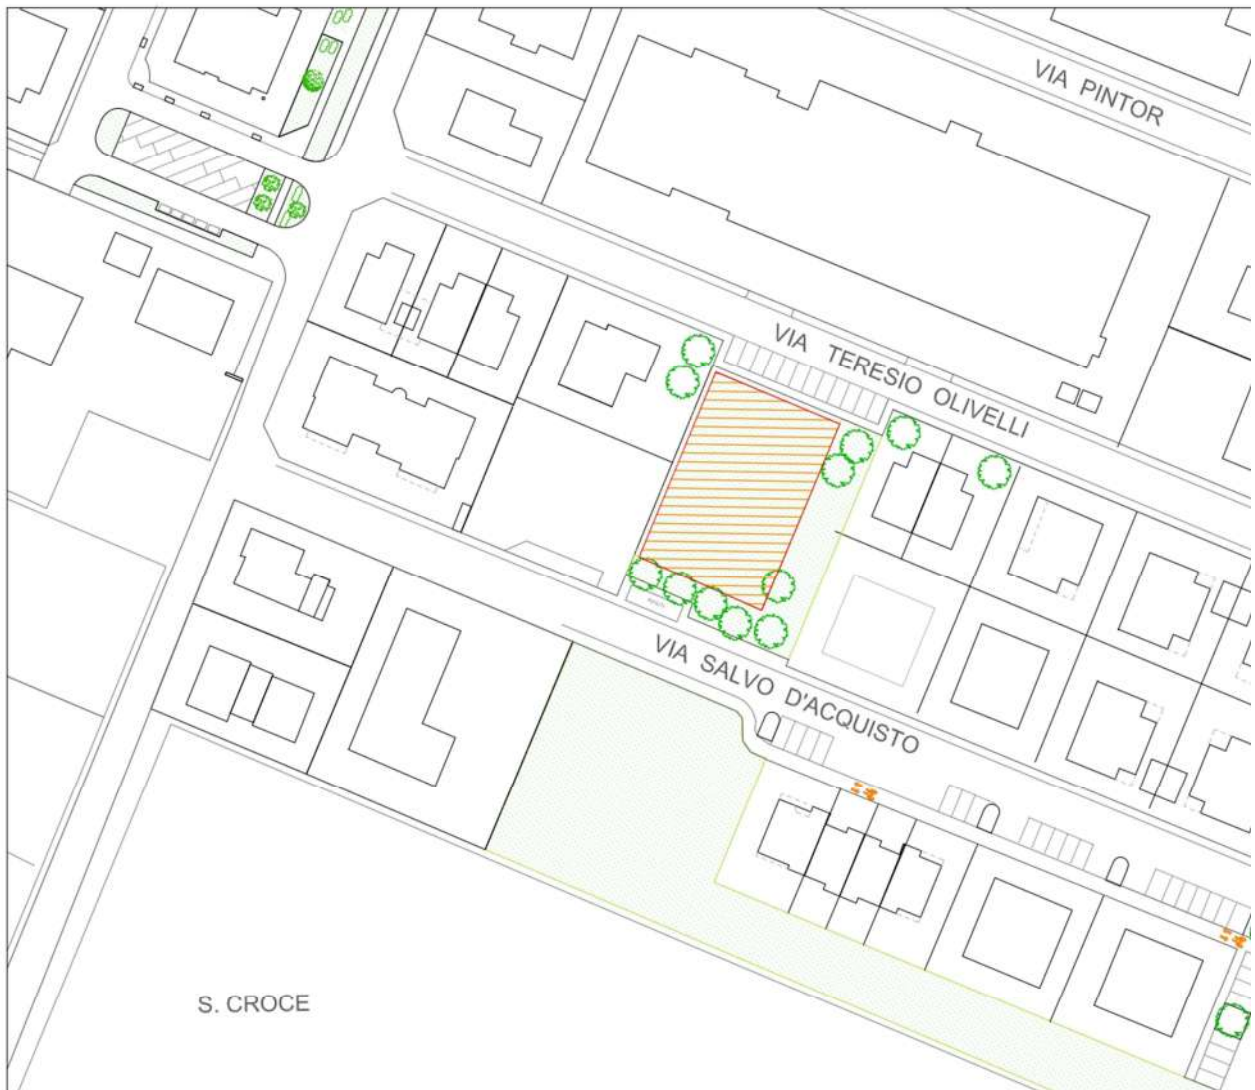 VIA PINTOR
VIA TERESIO OLIVELLI
VIA SALVO D'ACQUISTO
S. CROCE